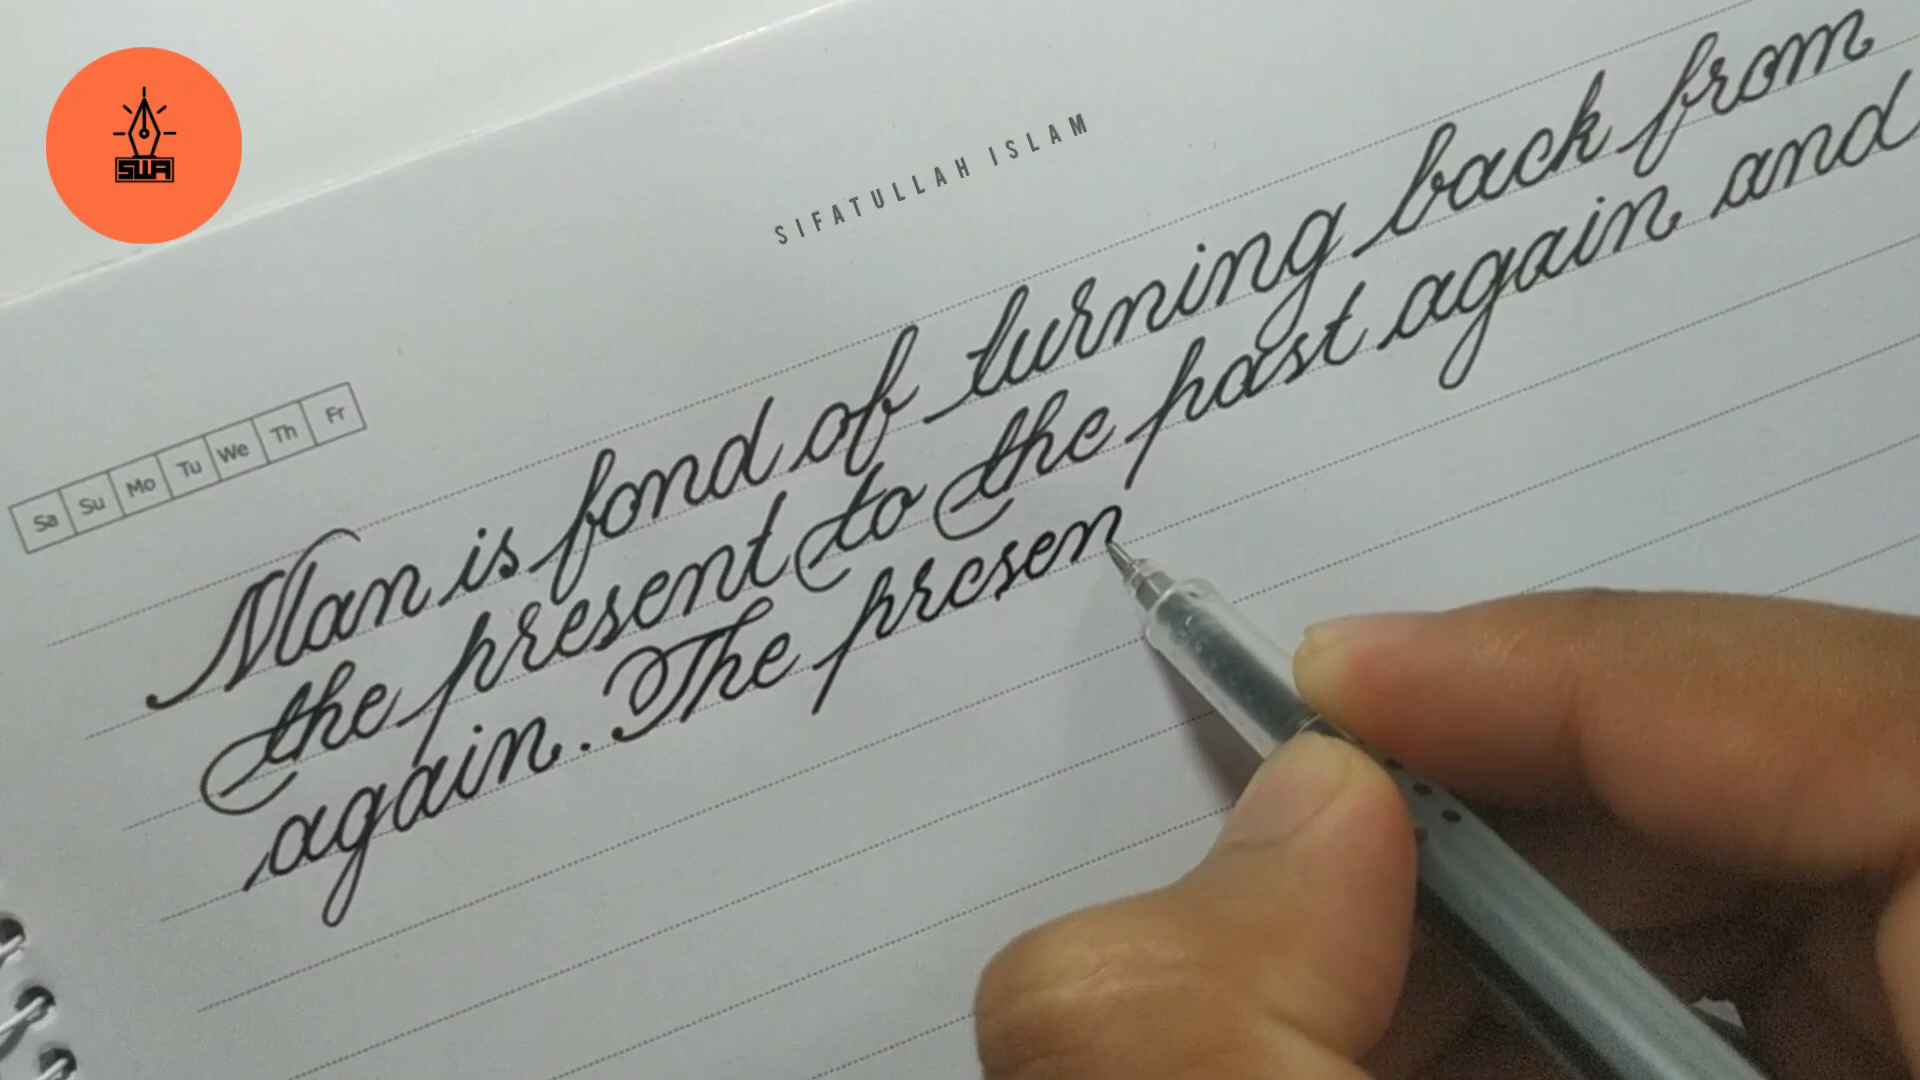 SWA
SIFATULLAH ISLAM
Sa Su Mo Tu We Th Fr
Man is fond of turning back from
the present to the past again and
again. The presen